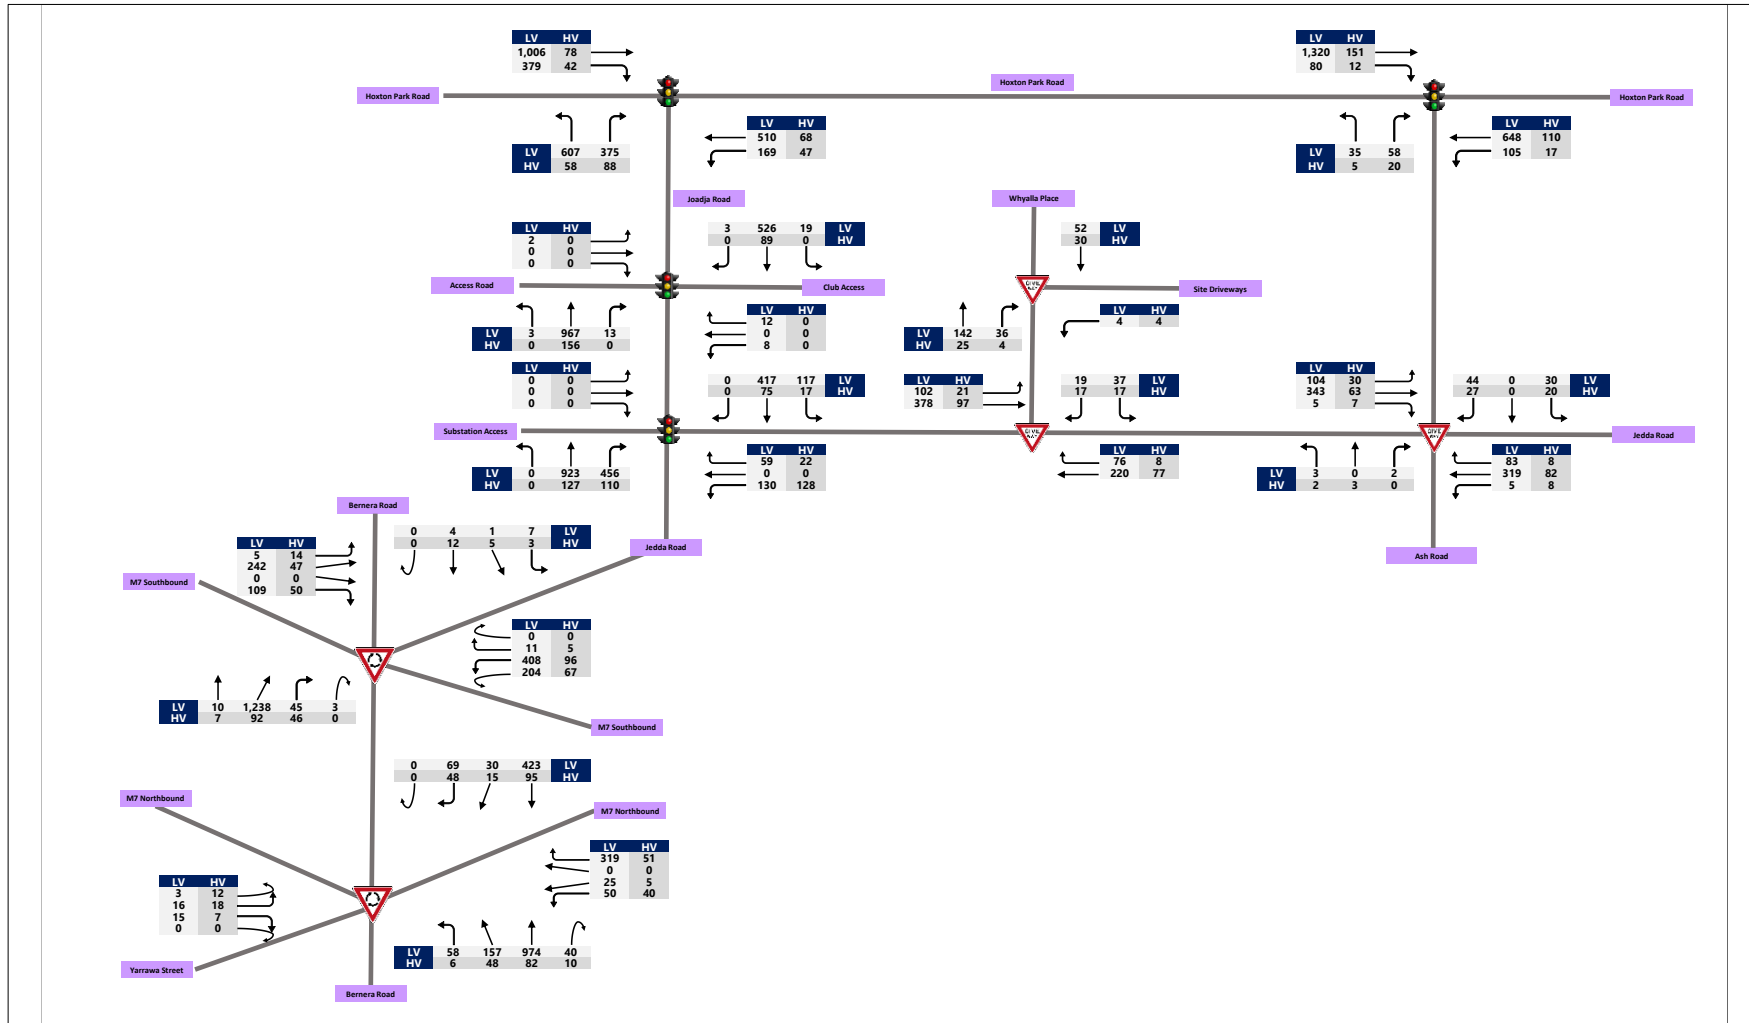 LV HV
1,006 78
379 42
LV HV
1,320 151
80 12
Hoxton Park Road
Hoxton Park Road
Hoxton Park Road
LV 607 375
HV 58 88
LV HV
510 68
169 47
LV 35 58
HV 5 20
LV HV
648 110
105 17
Joadja Road
Whyalla Place
LV HV
2 0
0 0
0 0
3 526 19 LV
0 89 0 HV
52 LV
30 HV
Access Road
Club Access
GIVE WAY
Site Driveways
LV 3 967 13
HV 0 156 0
LV HV
12 0
0 0
8 0
LV 142 36
HV 25 4
LV HV
4 4
LV HV
0 0
0 0
0 0
0 417 117 LV
0 75 17 HV
LV HV
102 21
378 97
19 37 LV
17 17 HV
LV HV
104 30
343 63
5 7
44 0 30 LV
27 0 20 HV
Substation Access
GIVE WAY
GIVE WAY
Jedda Road
LV 0 923 456
HV 0 127 110
LV HV
59 22
0 0
130 128
LV HV
76 8
220 77
LV 3 0 2
HV 2 3 0
LV HV
83 8
319 82
5 8
Bernera Road
LV HV
5 14
242 47
0 0
109 50
0 4 1 7 LV
0 12 5 3 HV
Jedda Road
Ash Road
M7 Southbound
LV HV
0 0
11 5
408 96
204 67
LV 10 1,238 45 3
HV 7 92 46 0
M7 Southbound
0 69 30 423 LV
0 48 15 95 HV
M7 Northbound
M7 Northbound
LV HV
319 51
0 0
25 5
50 40
LV HV
3 12
16 18
15 7
0 0
LV 58 157 974 40
HV 6 48 82 10
Yarrawa Street
Bernera Road